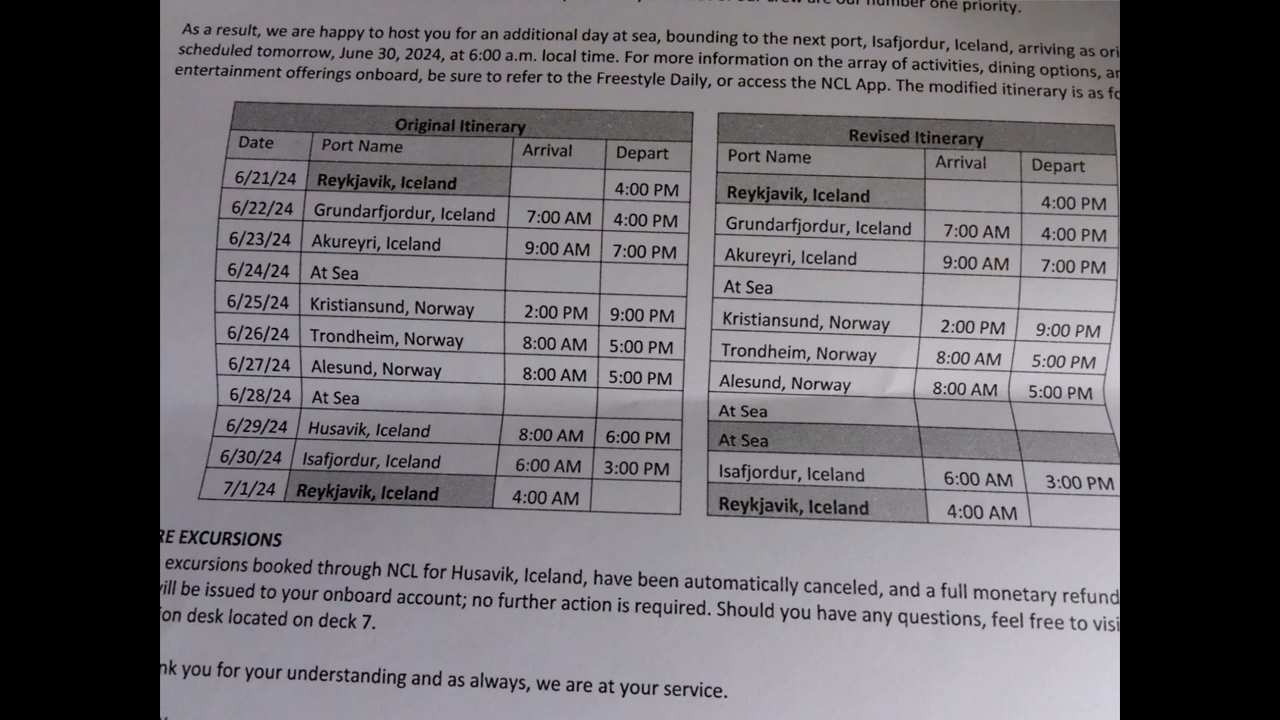 number one priority.
As a result, we are happy to host you for an additional day at sea, bounding to the next port, Isafjordur, Iceland, arriving as
scheduled tomorrow, June 30, 2024, at 6:00 a.m. local time. For more information on the array of activities, dining options,
entertainment offerings onboard, be sure to refer to the Freestyle Daily, or access the NCL App. The modified itinerary is as
Original Itinerary
Date Port Name Arrival Depart
6/21/24 Reykjavik, Iceland 4:00 PM
6/22/24 Grundarfjordur, Iceland 7:00 AM 4:00 PM
6/23/24 Akureyri, Iceland 9:00 AM 7:00 PM
6/24/24 At Sea
6/25/24 Kristiansund, Norway 2:00 PM 9:00 PM
6/26/24 Trondheim, Norway 8:00 AM 5:00 PM
6/27/24 Alesund, Norway 8:00 AM 5:00 PM
6/28/24 At Sea
6/29/24 Husavik, Iceland 8:00 AM 6:00 PM
6/30/24 Isafjordur, Iceland 6:00 AM 3:00 PM
7/1/24 Reykjavik, Iceland 4:00 AM
Revised Itinerary
Port Name Arrival Depart
Reykjavik, Iceland 4:00 PM
Grundarfjordur, Iceland 7:00 AM 4:00 PM
Akureyri, Iceland 9:00 AM 7:00 PM
At Sea
Kristiansund, Norway 2:00 PM 9:00 PM
Trondheim, Norway 8:00 AM 5:00 PM
Alesund, Norway 8:00 AM 5:00 PM
At Sea
At Sea
Isafjordur, Iceland 6:00 AM 3:00 PM
Reykjavik, Iceland 4:00 AM
RE EXCURSIONS
excursions booked through NCL for Husavik, Iceland, have been automatically canceled, and a full monetary refund
ill be issued to your onboard account; no further action is required. Should you have any questions, feel free to visi
on desk located on deck 7.
nk you for your understanding and as always, we are at your service.